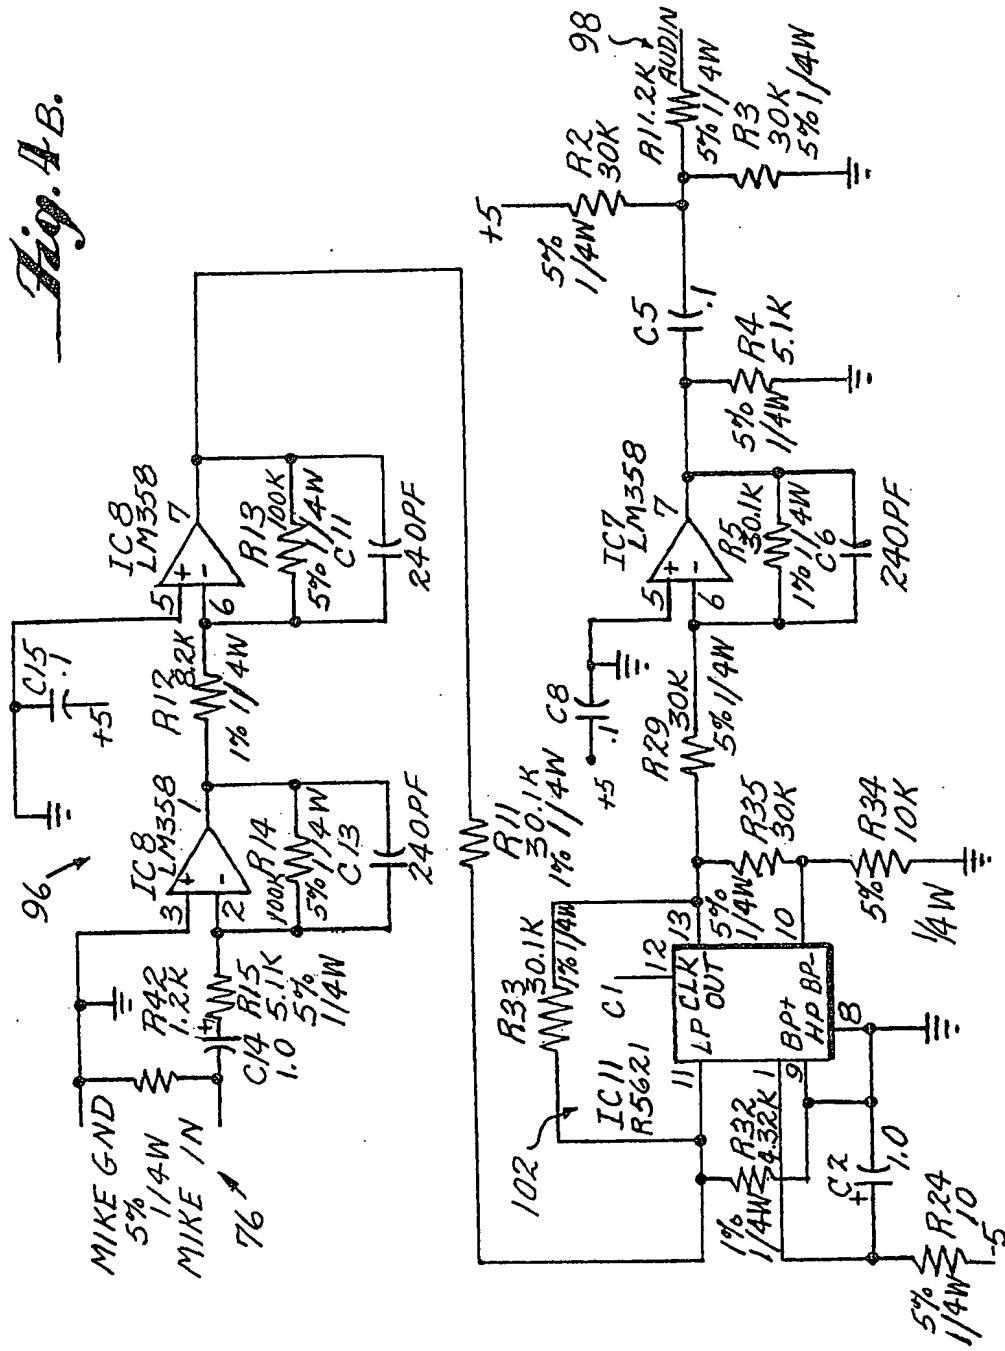 Fig. 4B.
MIKE GND
5%
1/4W
MIKE IN
76
R42
1.2K
C14
1.0
+
R15
5.1K
5%
1/4W
96
3
2
+
-
IC8
LM358
1
100K
R14
5% 1/4W
C13
240PF
C15
.1
+5
R12
8.2K
1% 1/4W
5
6
+
-
IC8
LM358
7
R13
100K
5% 1/4W
C11
240PF
R11
30.1K
1% 1/4W
R33
30.1K
1% 1/4W
102
IC11
R5621
C1
12
11
LP
CLK
OUT
13
BP+
HP
BP-
1
9
8
10
R32
4.32K
1%
1/4W
C2
+
1.0
R24
10
5%
1/4W
-5
R35
30K
5%
1/4W
R34
10K
5%
1/4W
R29
30K
5% 1/4W
C8
.1
+5
5
6
+
-
IC7
LM358
7
R5
30.1K
1% 1/4W
C6
240PF
R4
5.1K
5%
1/4W
C5
.1
+5
R2
30K
5%
1/4W
R1 1.2K
5% 1/4W
AUDIN
98
R3
30K
5% 1/4W